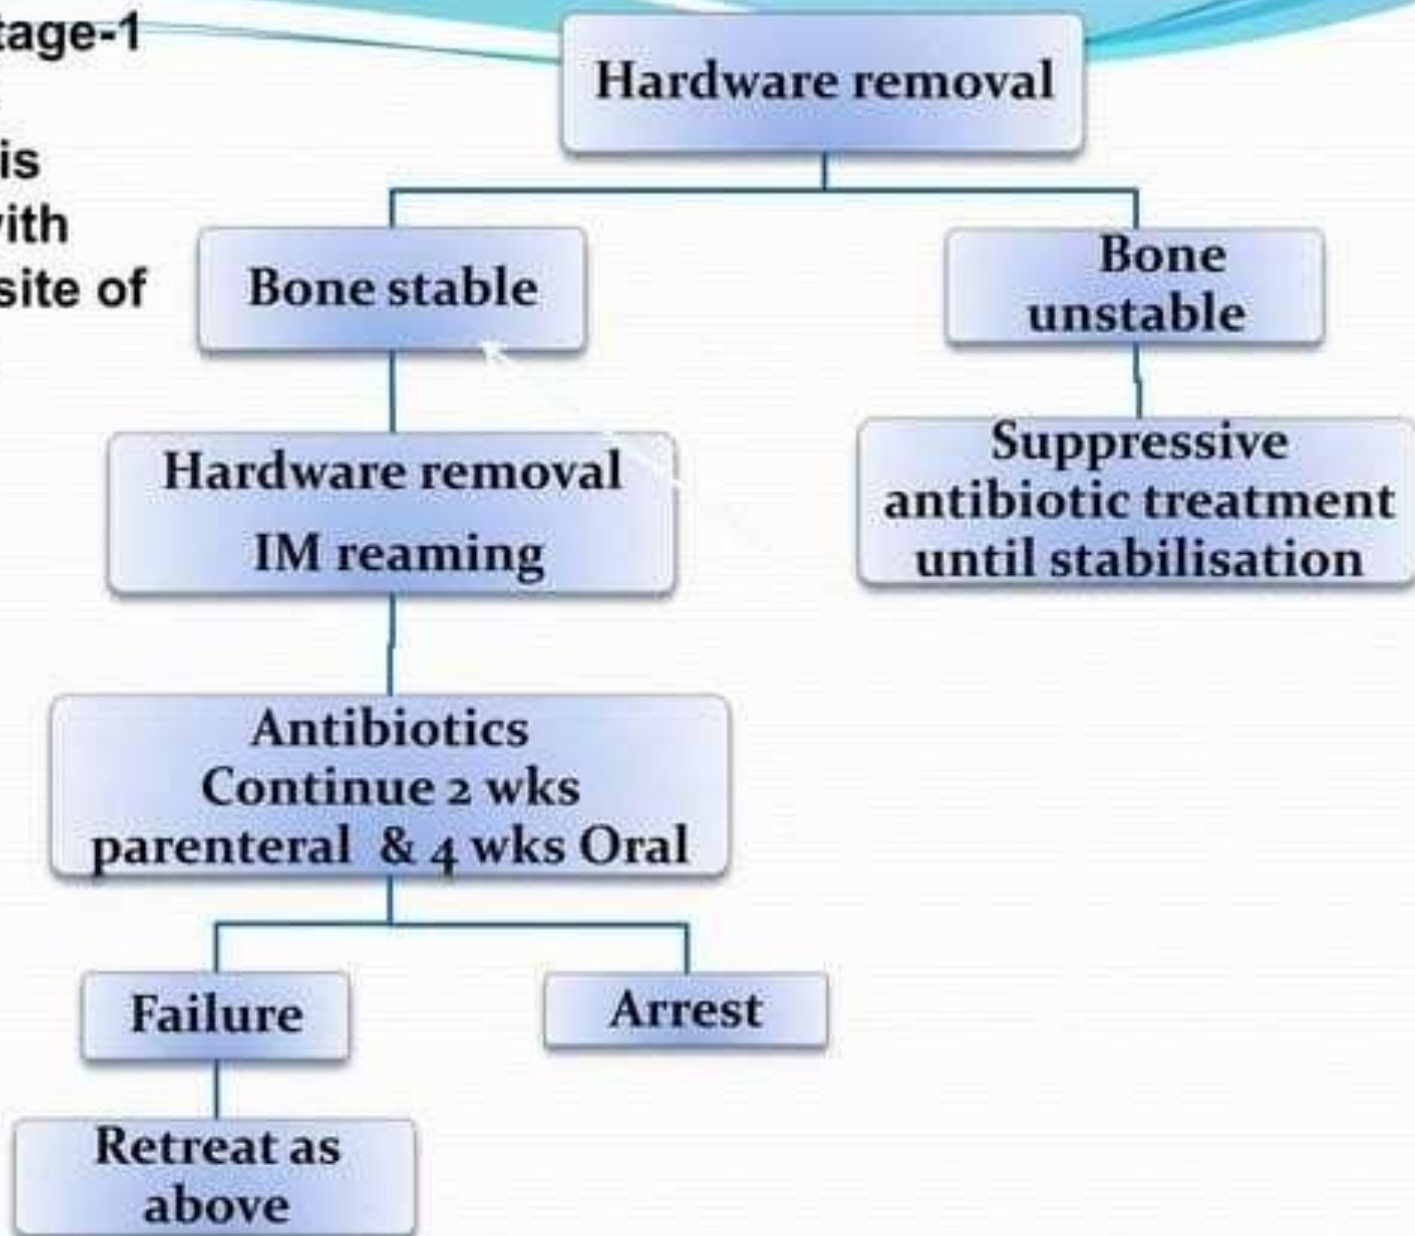 tage-1
is
with
site of
Hardware removal
Bone stable
Bone
unstable
Hardware removal
IM reaming
Suppressive
antibiotic treatment
until stabilisation
Antibiotics
Continue 2 wks
parenteral & 4 wks Oral
Failure
Arrest
Retreat as
above